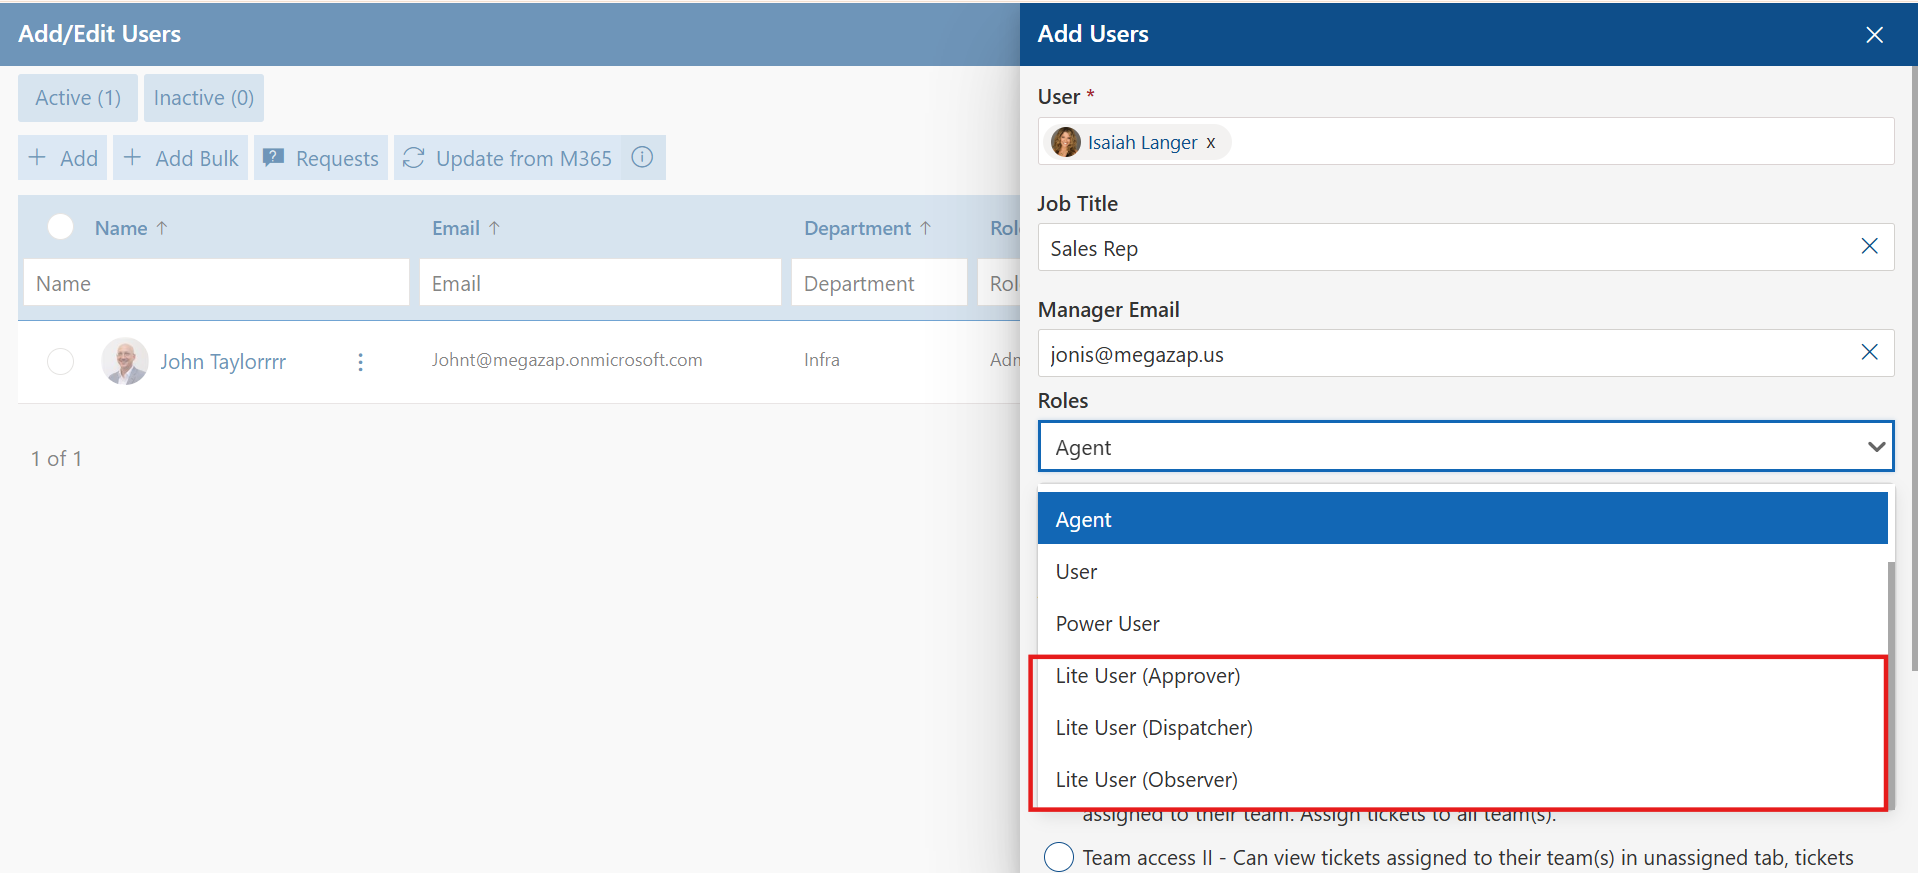 Add/Edit Users
Active (1) Inactive (0)
+ Add + Add Bulk Requests Update from M365
Name ↑ Email ↑ Department ↑
Name Email Department
John Taylorrrr Johnt@megazap.onmicrosoft.com Infra
1 of 1
Add Users
User *
Isaiah Langer x
Job Title
Sales Rep
Manager Email
jonis@megazap.us
Roles
Agent
Agent
User
Power User
Lite User (Approver)
Lite User (Dispatcher)
Lite User (Observer)
assigned to their team. Assign tickets to all team(s).
Team access II - Can view tickets assigned to their team(s) in unassigned tab, tickets